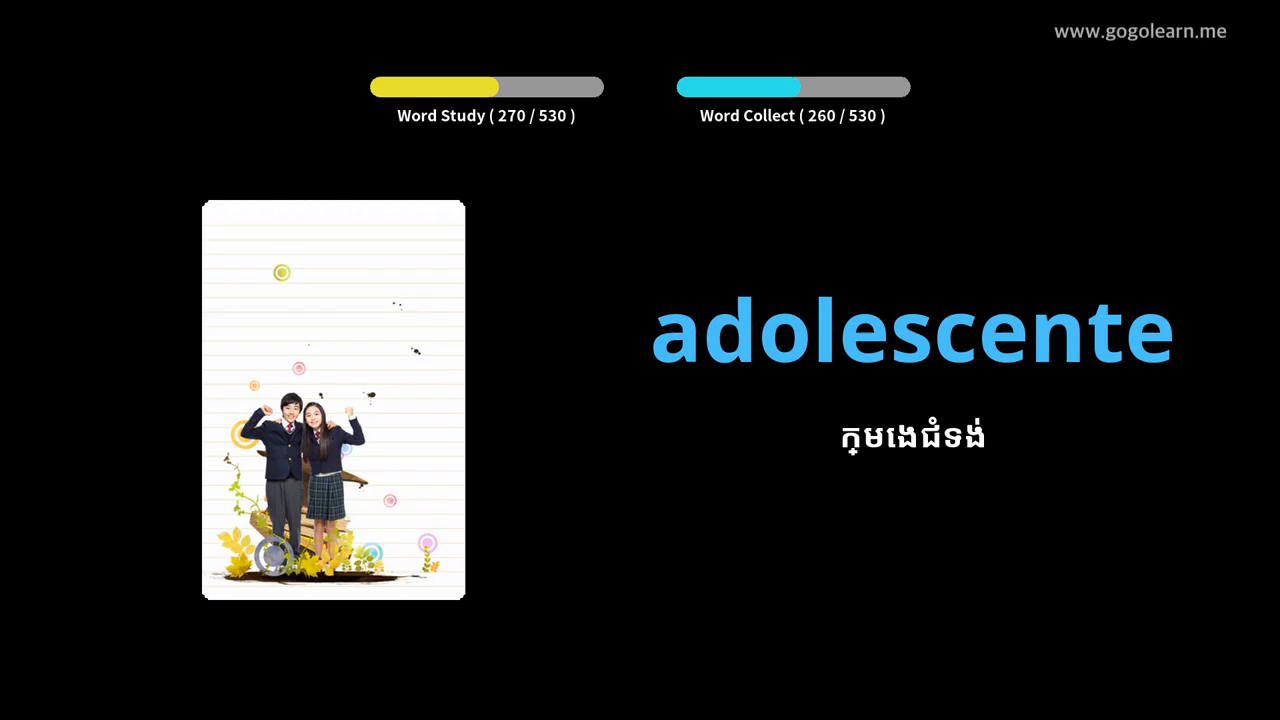 www.gogolearn.me
Word Study ( 270 / 530 )
Word Collect ( 260 / 530 )
adolescente
ក្មេងជំទង់